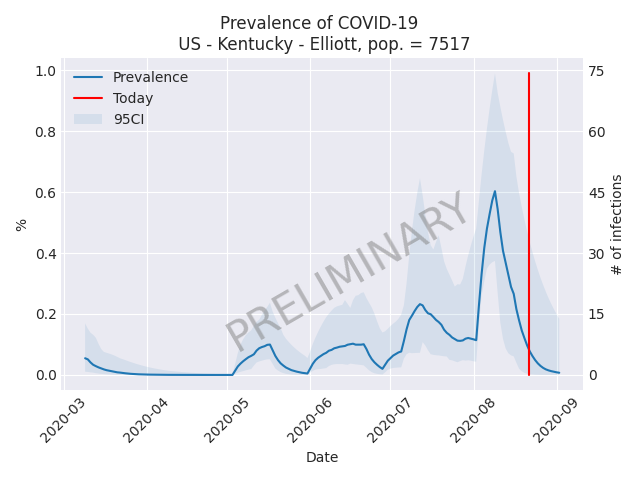 Prevalence of COVID-19
US - Kentucky - Elliott, pop. = 7517
Prevalence
Today
95CI
PRELIMINARY
1.0
0.8
0.6
0.4
0.2
0.0
%
75
60
45
30
15
0
# of infections
2020-03
2020-04
2020-05
2020-06
2020-07
2020-08
2020-09
Date